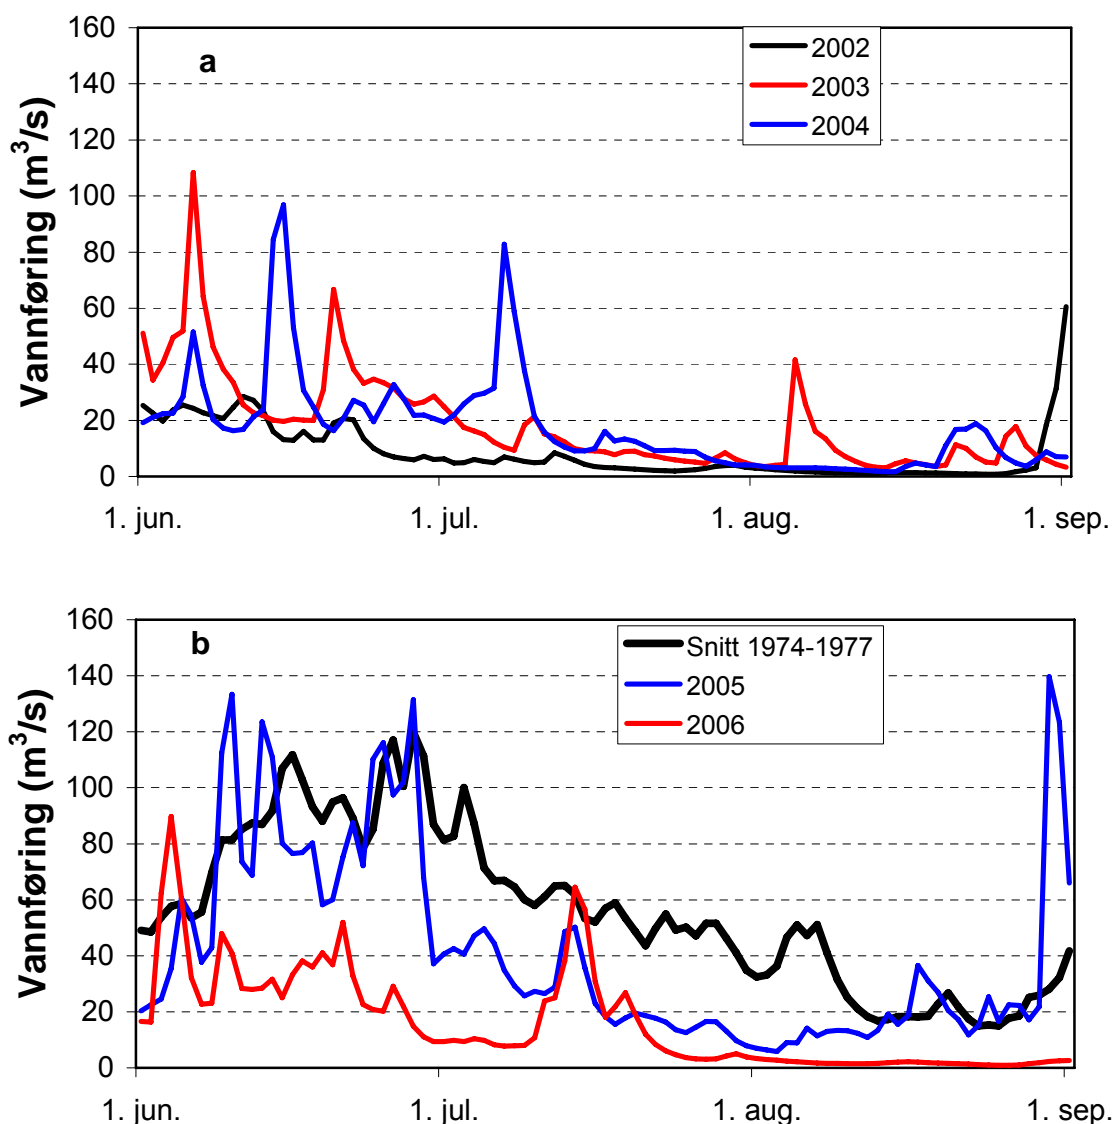 160
140
120
100
80
60
40
20
0
Vannføring (m³/s)
a
2002
2003
2004
1. jun.
1. jul.
1. aug.
1. sep.
160
140
120
100
80
60
40
20
0
Vannføring (m³/s)
b
Snitt 1974-1977
2005
2006
1. jun.
1. jul.
1. aug.
1. sep.